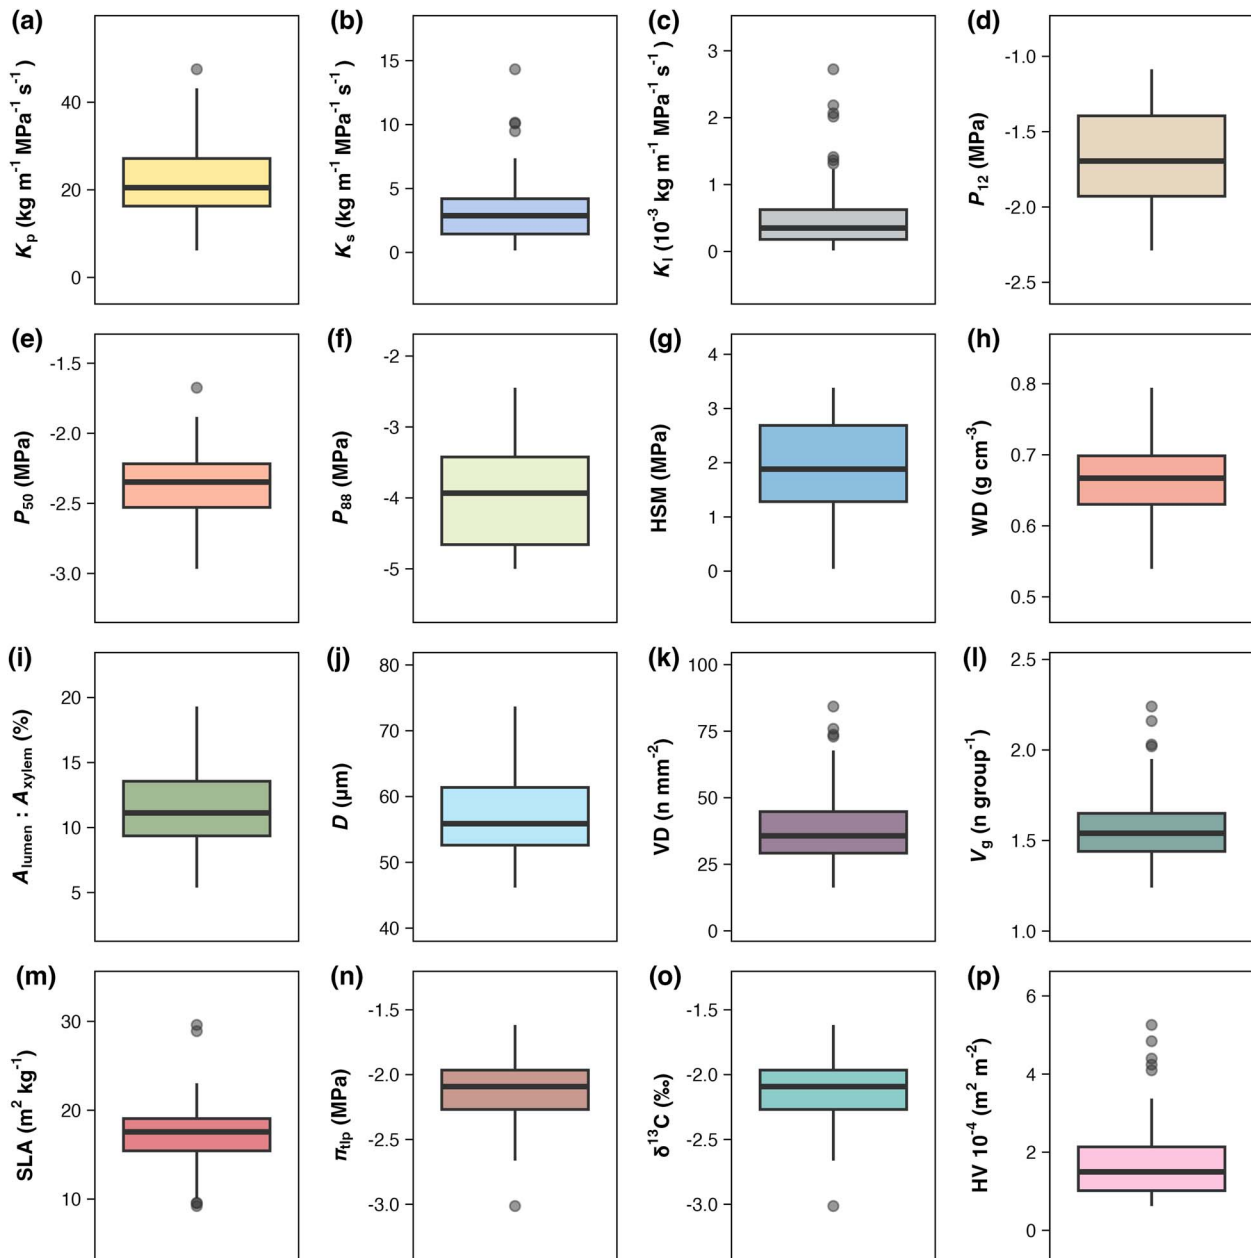 (a)
Kp (kg m-1 MPa-1 s-1)
40
20
0
(b)
Ks (kg m-1 MPa-1 s-1)
15
10
5
0
(c)
Kl (10-3 kg m-1 MPa-1 s-1)
3
2
1
0
(d)
P12 (MPa)
-1.0
-1.5
-2.0
-2.5
(e)
P50 (MPa)
-1.5
-2.0
-2.5
-3.0
(f)
P88 (MPa)
-2
-3
-4
-5
(g)
HSM (MPa)
4
3
2
1
0
(h)
WD (g cm-3)
0.8
0.7
0.6
0.5
(i)
Alumen : Axylem (%)
20
15
10
5
(j)
D (µm)
80
70
60
50
40
(k)
VD (n mm-2)
100
75
50
25
0
(l)
Vg (n group-1)
2.5
2.0
1.5
1.0
(m)
SLA (m2 kg-1)
30
20
10
(n)
πtlp (MPa)
-1.5
-2.0
-2.5
-3.0
(o)
δ13C (‰)
-1.5
-2.0
-2.5
-3.0
(p)
HV 10-4 (m2 m-2)
6
4
2
0